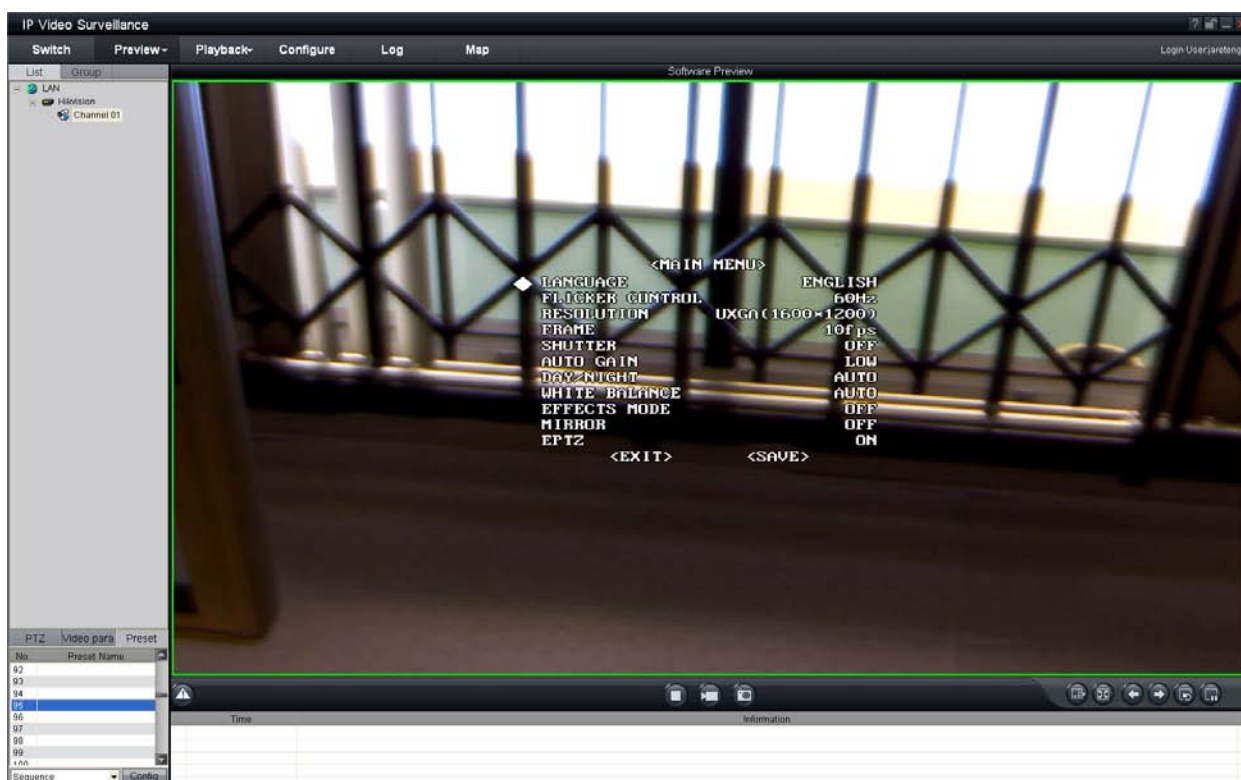 IP Video Surveillance
Switch Preview Playback Configure Log Map
List Group
Software Preview
LAN
Hikvision
Channel 01
<MAIN MENU>
LANGUAGE ENGLISH
FLICKER CONTROL 60Hz
RESOLUTION UXGA(1600*1200)
FRAME 10fps
SHUTTER OFF
AUTO GAIN LOW
DAY/NIGHT AUTO
WHITE BALANCE AUTO
EFFECTS MODE OFF
MIRROR OFF
EPTZ ON
<EXIT> <SAVE>
PTZ Video para Preset
No. Preset Name
92
93
94
95
96
97
98
99
100
Sequence Config
Time Information